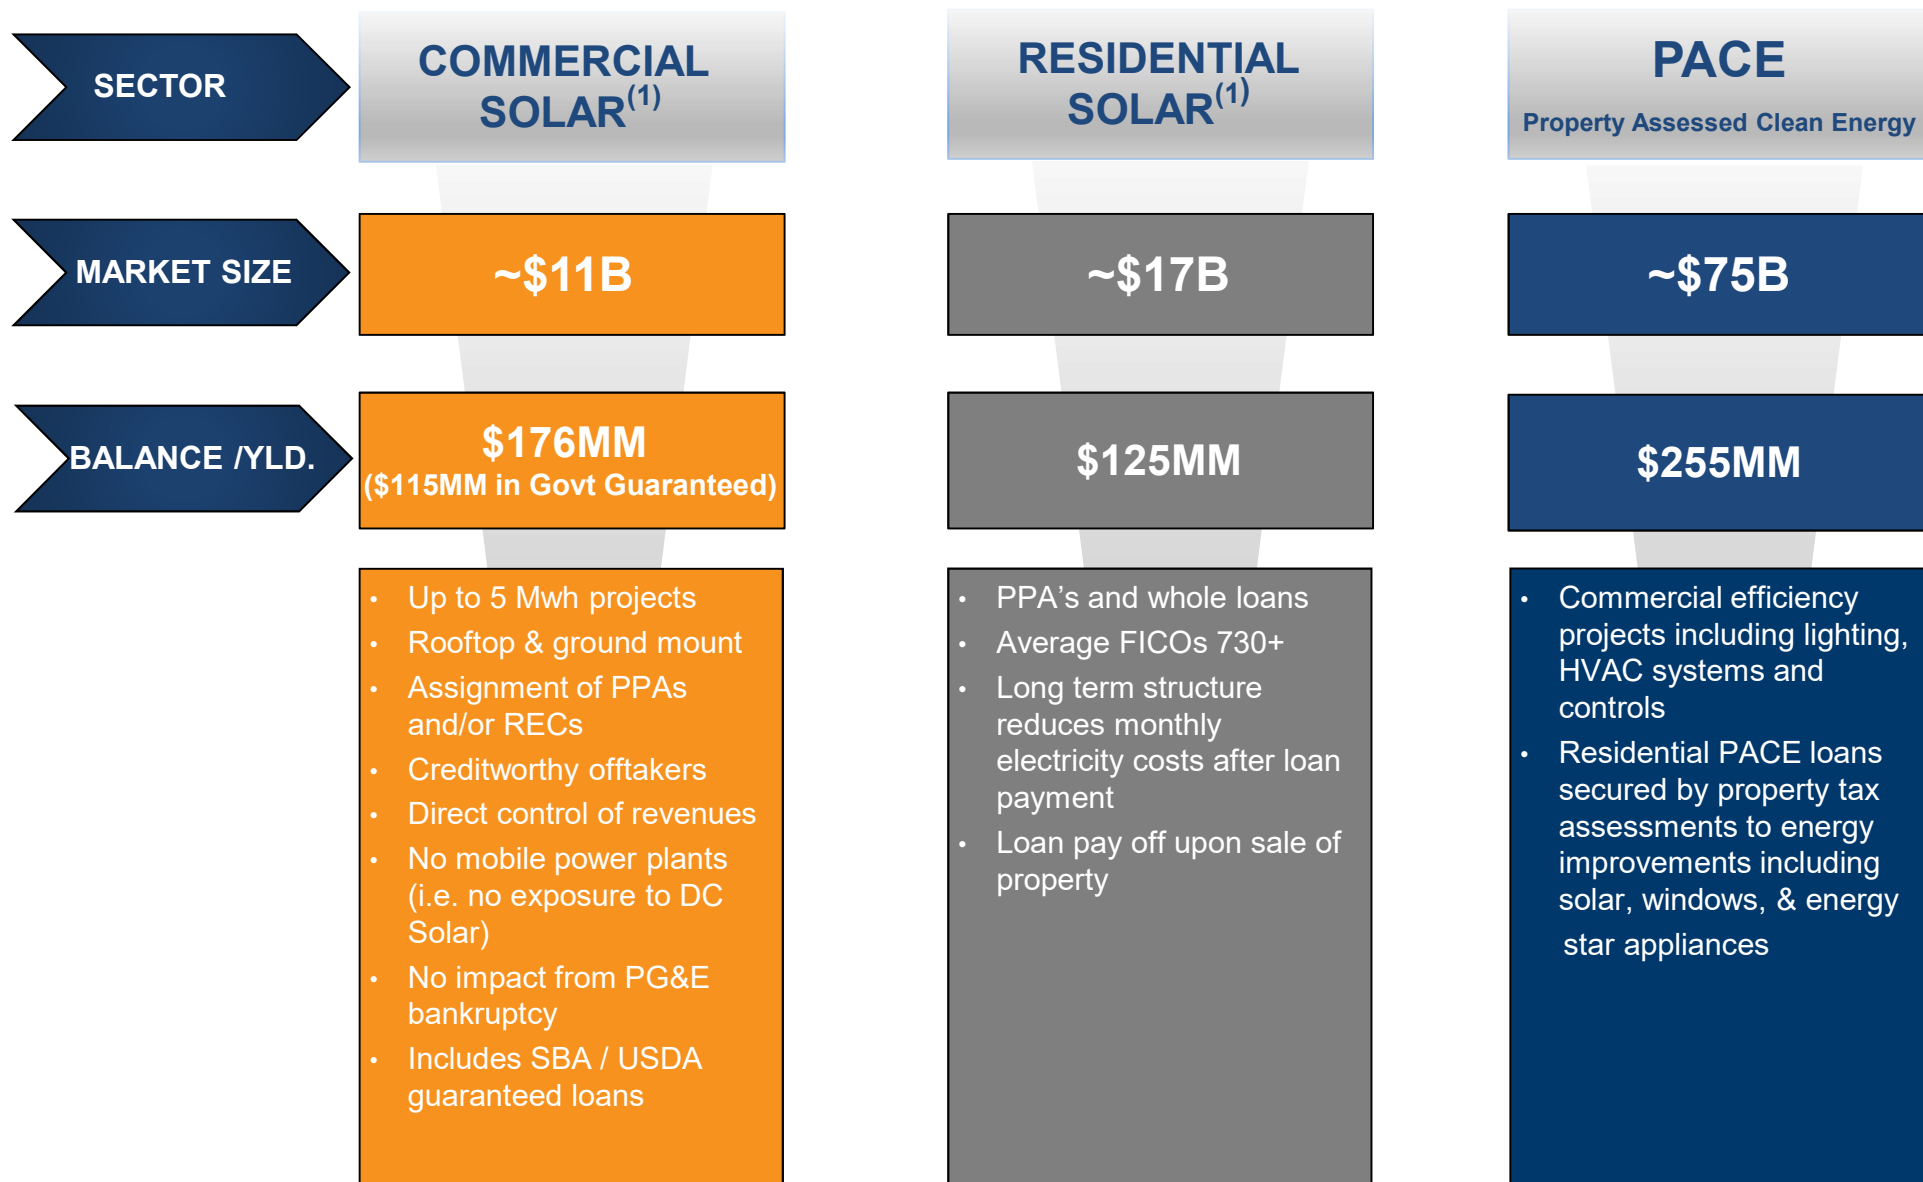 SECTOR
COMMERCIAL
SOLAR(1)
RESIDENTIAL
SOLAR(1)
PACE
Property Assessed Clean Energy
MARKET SIZE
~$11B
~$17B
~$75B
BALANCE /YLD.
$176MM
($115MM in Govt Guaranteed)
$125MM
$255MM
• Up to 5 Mwh projects
• Rooftop & ground mount
• Assignment of PPAs
and/or RECs
• Creditworthy offtakers
• Direct control of revenues
• No mobile power plants
(i.e. no exposure to DC
Solar)
• No impact from PG&E
bankruptcy
• Includes SBA / USDA
guaranteed loans
• PPA’s and whole loans
• Average FICOs 730+
• Long term structure
reduces monthly
electricity costs after loan
payment
• Loan pay off upon sale of
property
• Commercial efficiency
projects including lighting,
HVAC systems and
controls
• Residential PACE loans
secured by property tax
assessments to energy
improvements including
solar, windows, & energy
star appliances